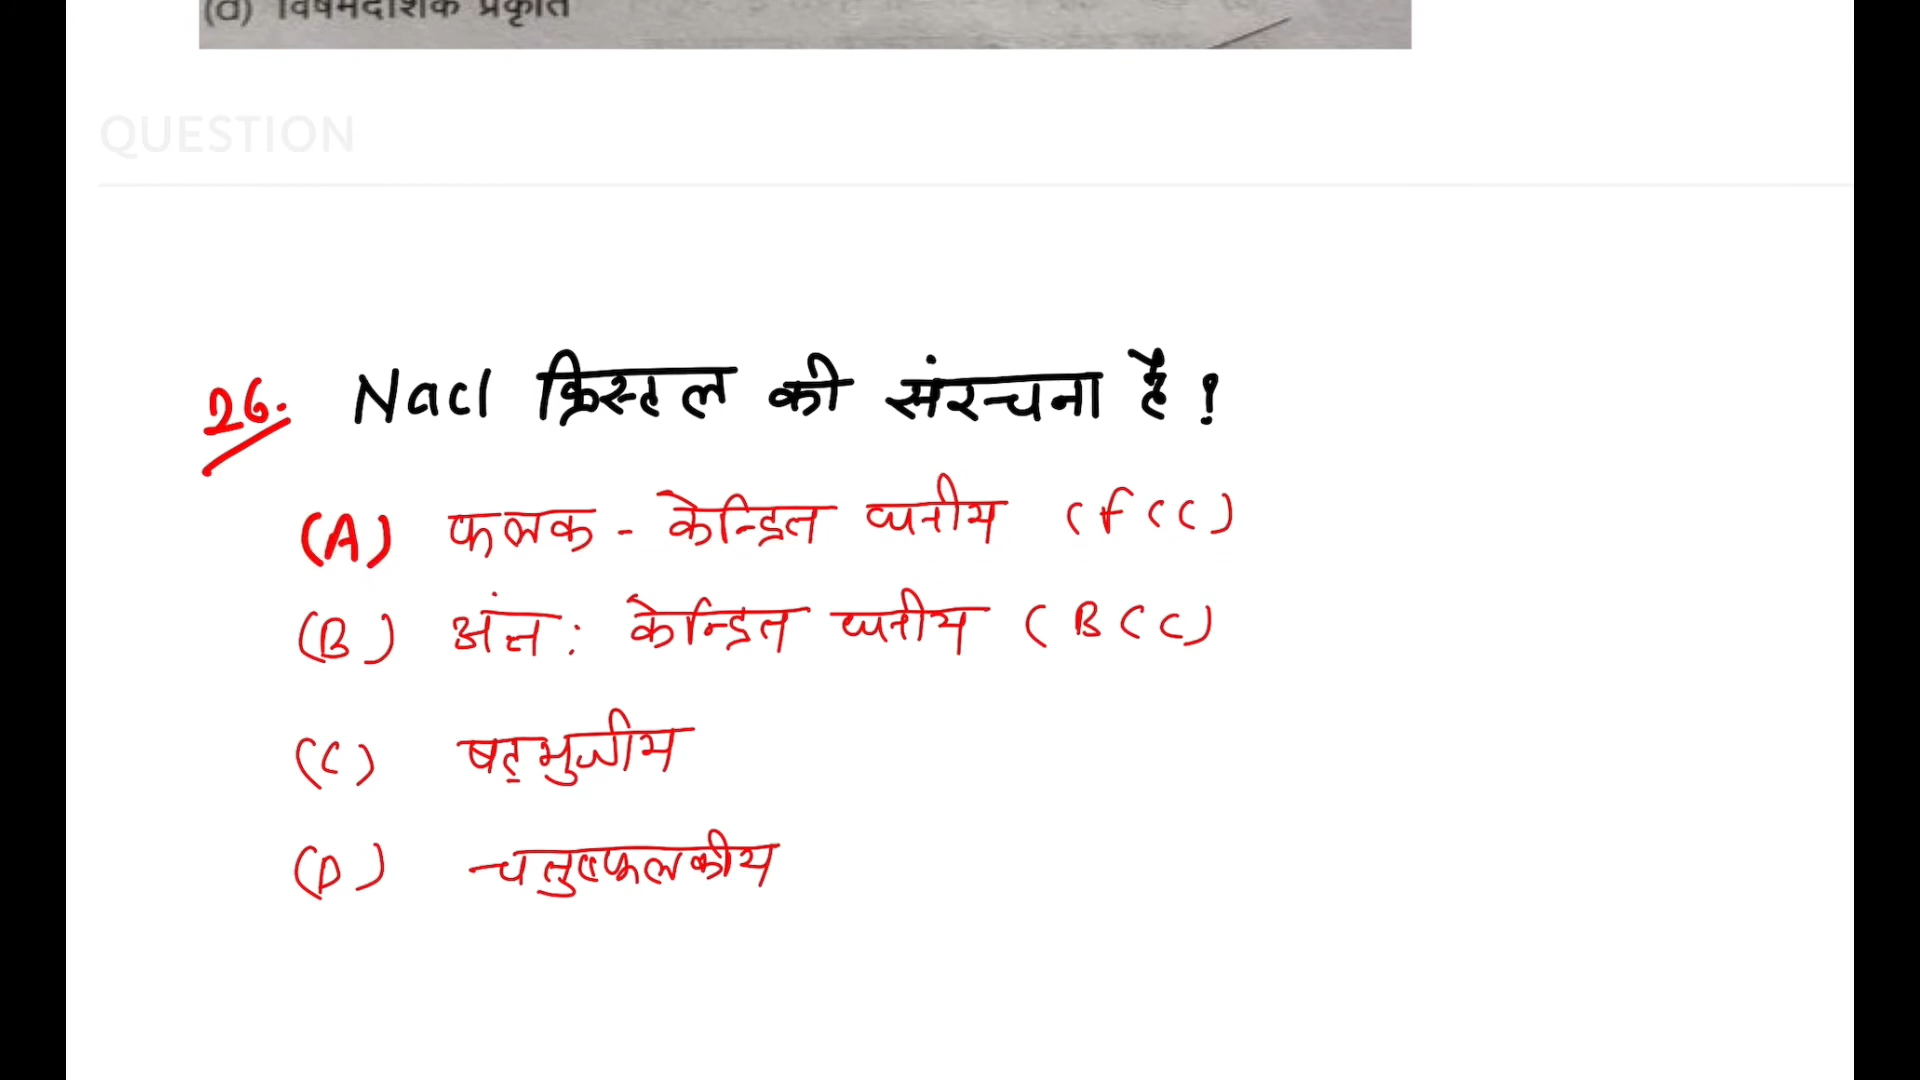 (d) विषमदैशिक प्रकृति
QUESTION
26. Nacl क्रिस्टल की संरचना है ?
(A) फलक - केन्द्रित घनीय (fcc)
(B) अंत: केन्द्रित घनीय (BCC)
(C) षट्भुजीय
(D) चतुष्फलकीय